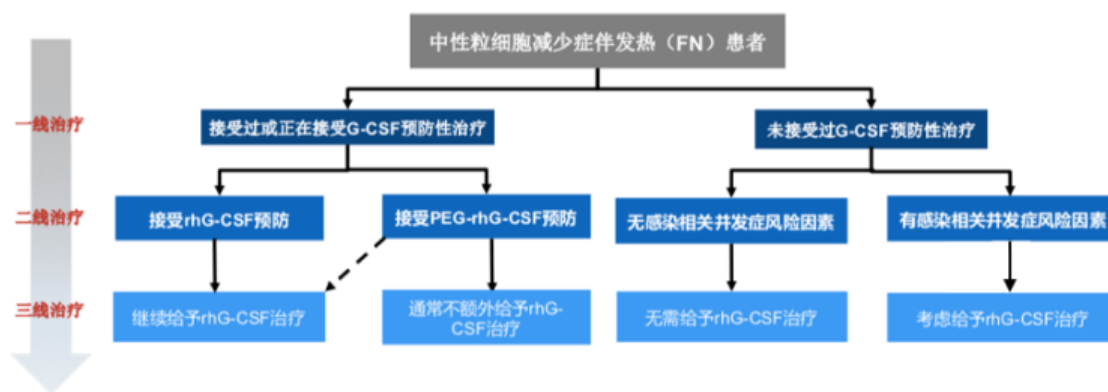 中性粒细胞减少症伴发热（FN）患者
一线治疗
接受过或正在接受G-CSF预防性治疗
未接受过G-CSF预防性治疗
二线治疗
接受rhG-CSF预防
接受PEG-rhG-CSF预防
无感染相关并发症风险因素
有感染相关并发症风险因素
三线治疗
继续给予rhG-CSF治疗
通常不额外给予rhG-
CSF治疗
无需给予rhG-CSF治疗
考虑给予rhG-CSF治疗